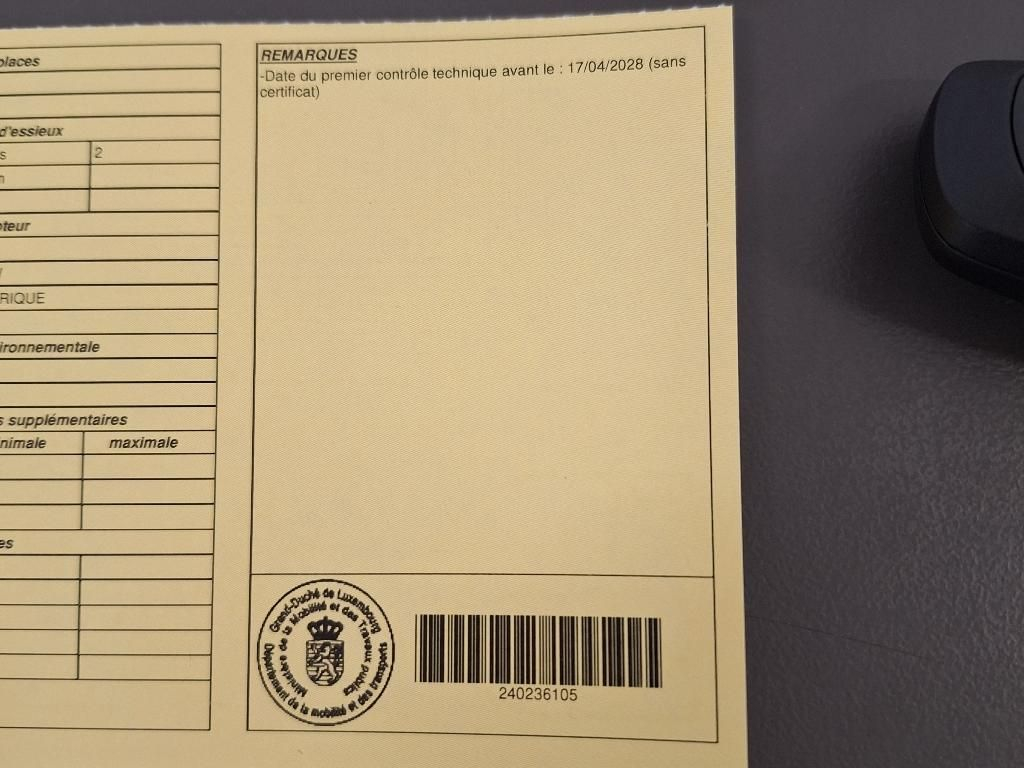 places
d'essieux
s 2
n
oteur
RIQUE
ironnementale
s supplémentaires
nimale maximale
es
REMARQUES
-Date du premier contrôle technique avant le : 17/04/2028 (sans
certificat)
Grand-Duché de Luxembourg
Ministère de la Mobilité et des Travaux publics
Département de la mobilité et des transports
240236105